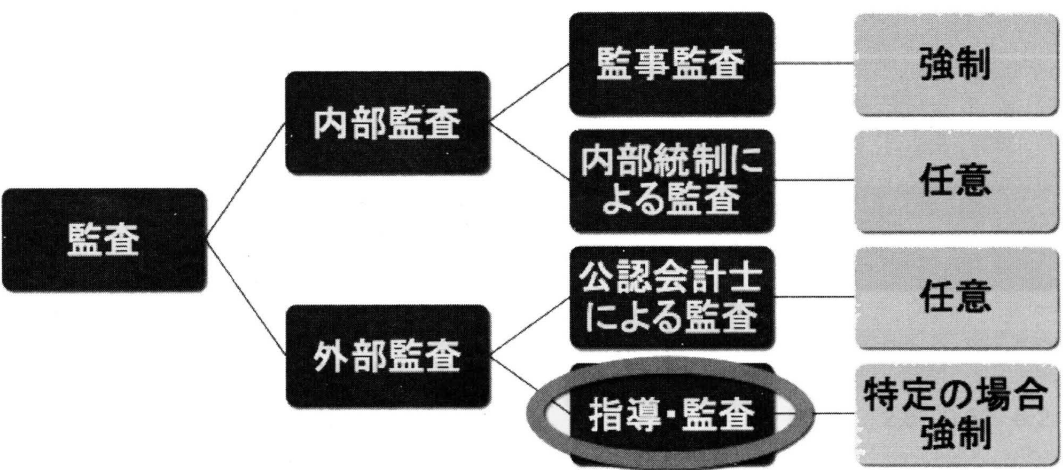 監査
内部監査
監事監査
強制
内部統制に
よる監査
任意
外部監査
公認会計士
による監査
任意
指導・監査
特定の場合
強制